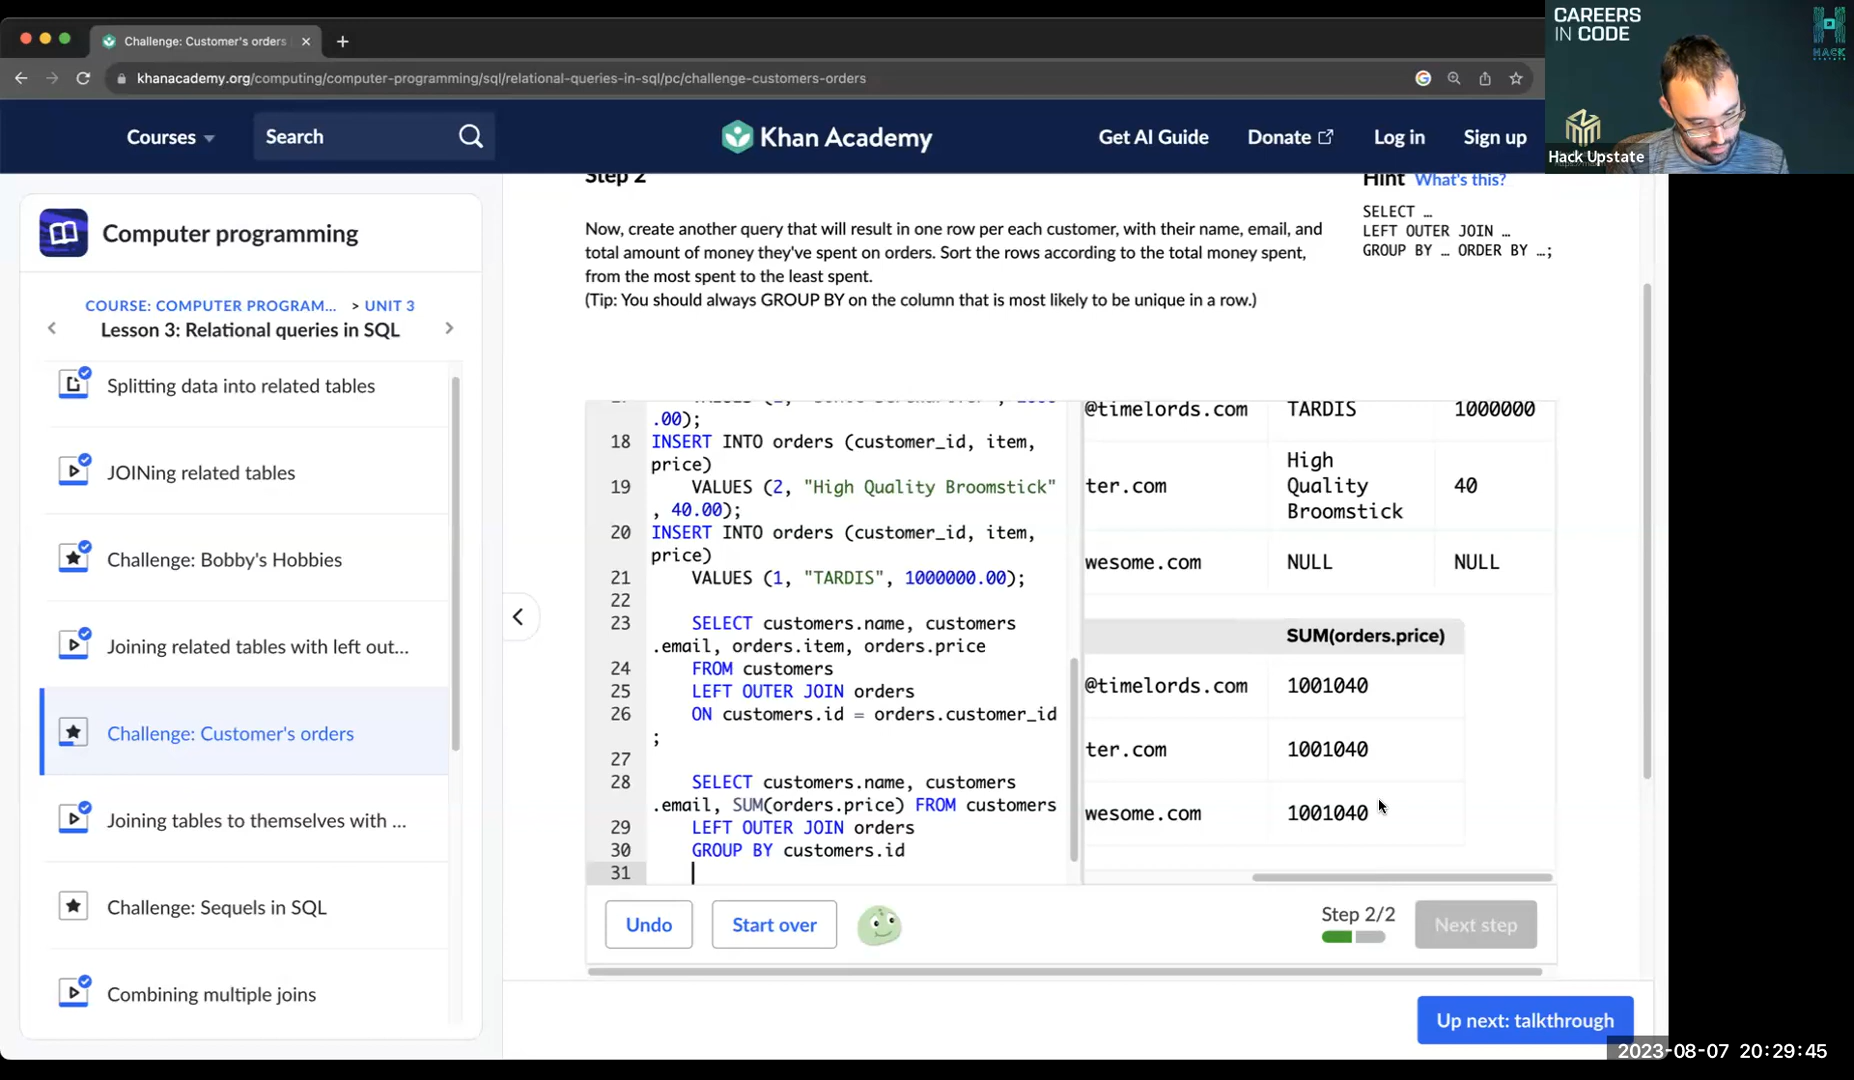 Challenge: Customer's orders
khanacademy.org/computing/computer-programming/sql/relational-queries-in-sql/pc/challenge-customers-orders
CAREERS
IN CODE
HACK
Hack Upstate
Courses
Search
Khan Academy
Get AI Guide
Donate
Log in
Sign up
Computer programming
COURSE: COMPUTER PROGRAM... > UNIT 3
Lesson 3: Relational queries in SQL
Splitting data into related tables
JOINing related tables
Challenge: Bobby's Hobbies
Joining related tables with left out...
Challenge: Customer's orders
Joining tables to themselves with ...
Challenge: Sequels in SQL
Combining multiple joins
Step 2
Now, create another query that will result in one row per each customer, with their name, email, and
total amount of money they've spent on orders. Sort the rows according to the total money spent,
from the most spent to the least spent.
(Tip: You should always GROUP BY on the column that is most likely to be unique in a row.)
Hint What's this?
SELECT …
LEFT OUTER JOIN …
GROUP BY … ORDER BY …;
.00);
18 INSERT INTO orders (customer_id, item,
price)
19 VALUES (2, "High Quality Broomstick"
, 40.00);
20 INSERT INTO orders (customer_id, item,
price)
21 VALUES (1, "TARDIS", 1000000.00);
22
23 SELECT customers.name, customers
.email, orders.item, orders.price
24 FROM customers
25 LEFT OUTER JOIN orders
26 ON customers.id = orders.customer_id
;
27
28 SELECT customers.name, customers
.email, SUM(orders.price) FROM customers
29 LEFT OUTER JOIN orders
30 GROUP BY customers.id
31
@timelords.com TARDIS 1000000
ter.com High Quality Broomstick 40
wesome.com NULL NULL
SUM(orders.price)
@timelords.com 1001040
ter.com 1001040
wesome.com 1001040
Undo
Start over
Step 2/2
Next step
Up next: talkthrough
2023-08-07 20:29:45